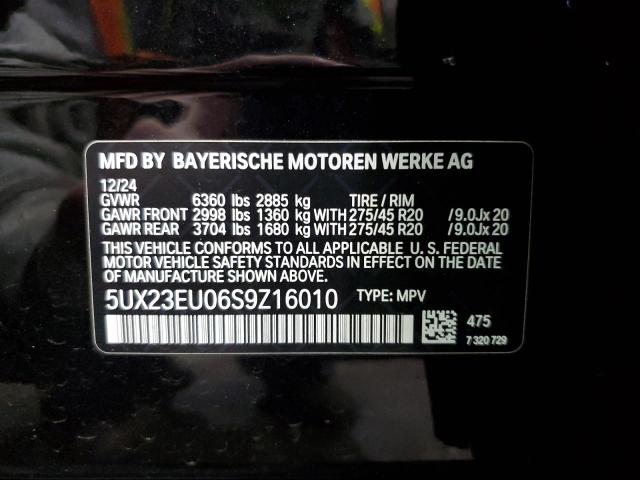 MFD BY BAYERISCHE MOTOREN WERKE AG
12/24
GVWR 6360 lbs 2885 kg TIRE / RIM
GAWR FRONT 2998 lbs 1360 kg WITH 275/45 R20 /9.0Jx 20
GAWR REAR 3704 lbs 1680 kg WITH 275/45 R20 /9.0Jx 20
THIS VEHICLE CONFORMS TO ALL APPLICABLE U. S. FEDERAL
MOTOR VEHICLE SAFETY STANDARDS IN EFFECT ON THE DATE
OF MANUFACTURE SHOWN ABOVE.
5UX23EU06S9Z16010 TYPE: MPV
475
7 320 729